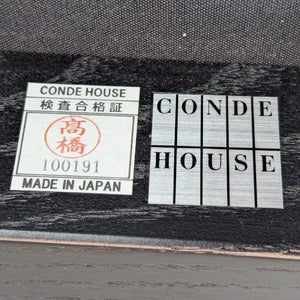 CONDE HOUSE
検査合格証
高橋
100191
MADE IN JAPAN
CONDE
HOUSE